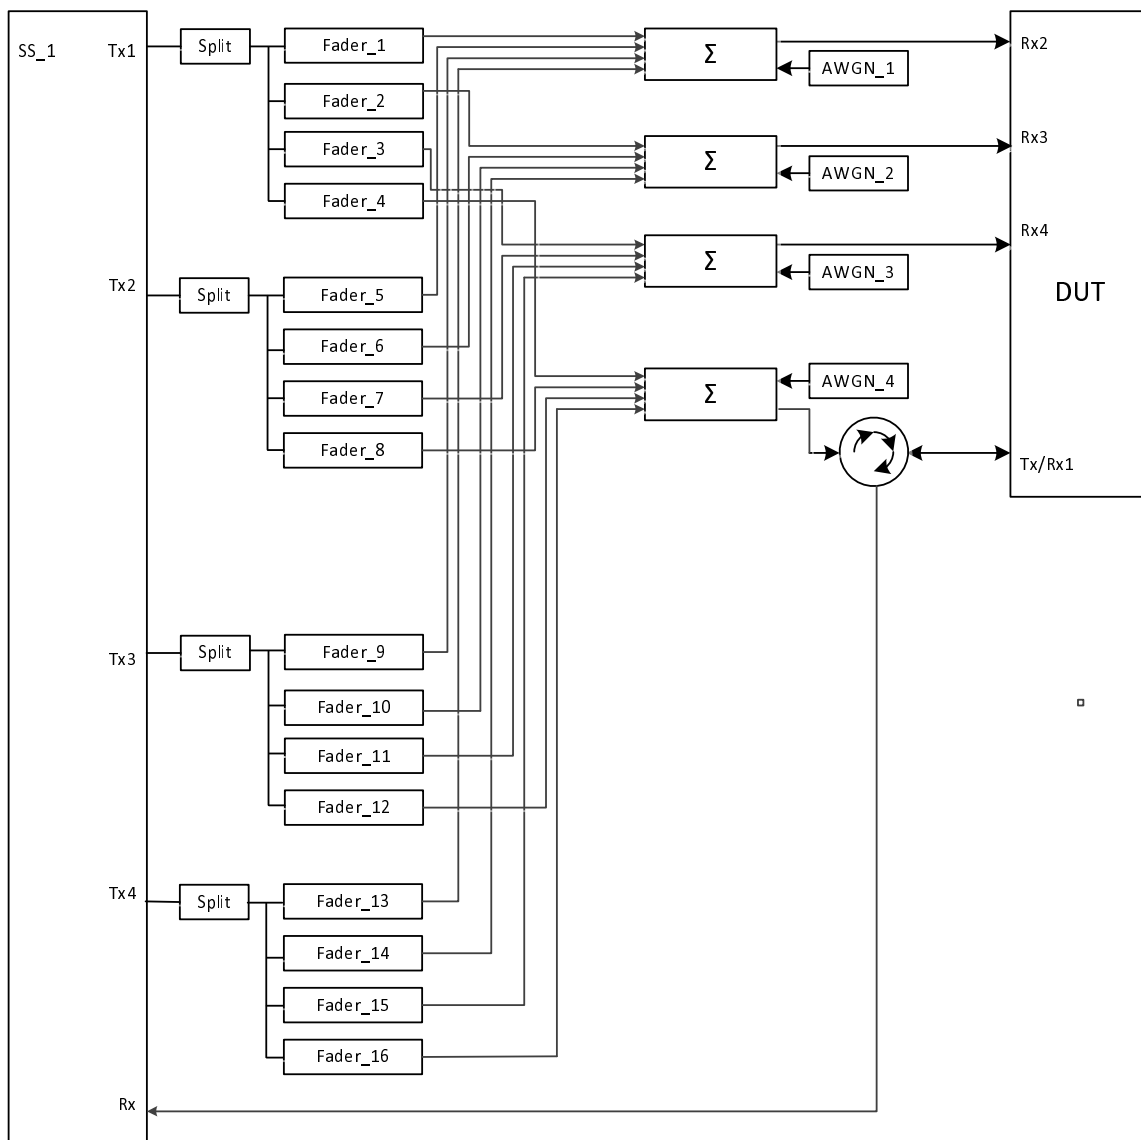 SS_1
Tx1
Split
Fader_1
Σ
Rx2
AWGN_1
Fader_2
Fader_3
Σ
Rx3
AWGN_2
Fader_4
Σ
Rx4
AWGN_3
Tx2
Split
Fader_5
DUT
Fader_6
Fader_7
Σ
AWGN_4
Fader_8
Tx/Rx1
Tx3
Split
Fader_9
Fader_10
Fader_11
Fader_12
Tx4
Split
Fader_13
Fader_14
Fader_15
Fader_16
Rx